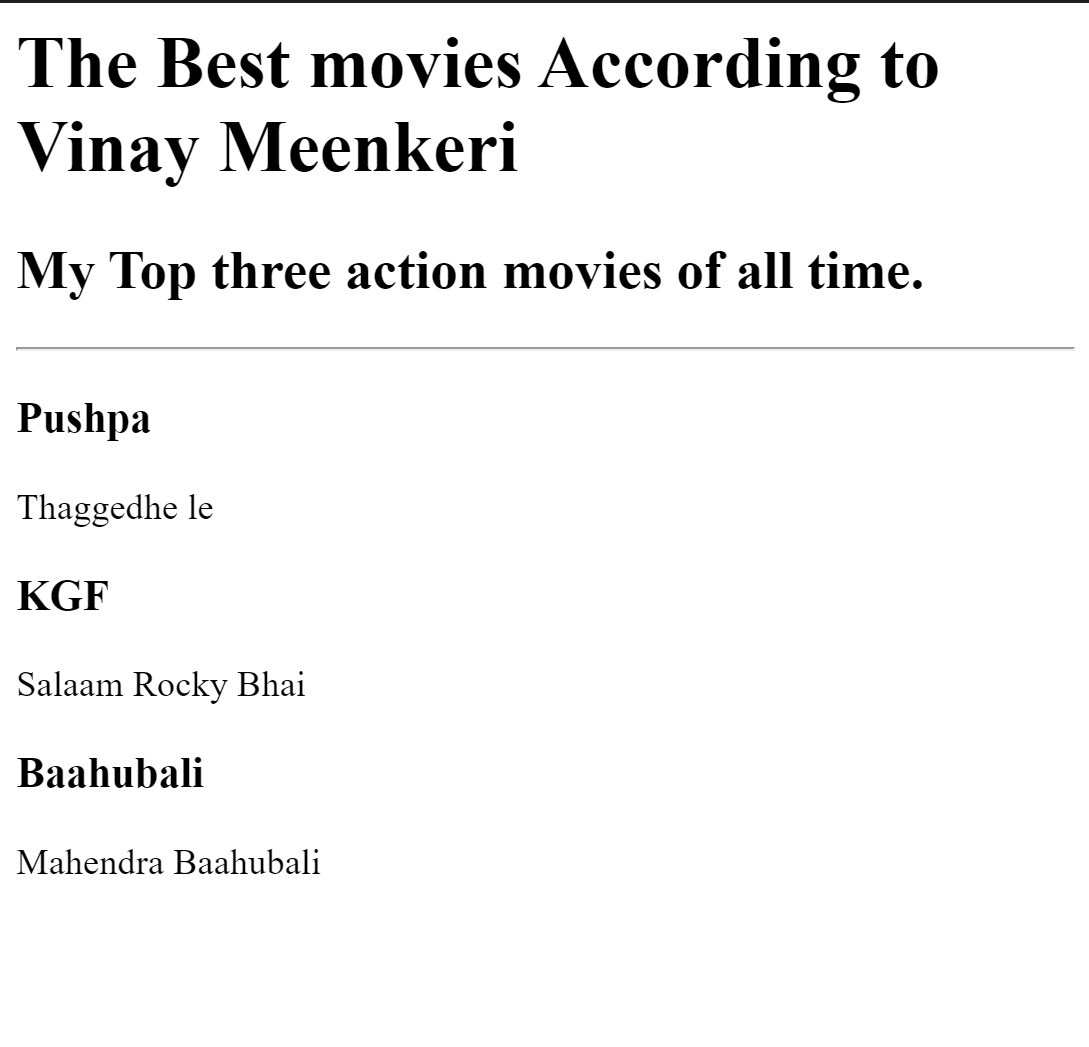 The Best movies According to
Vinay Meenkeri
My Top three action movies of all time.
Pushpa
Thaggedhe le
KGF
Salaam Rocky Bhai
Baahubali
Mahendra Baahubali